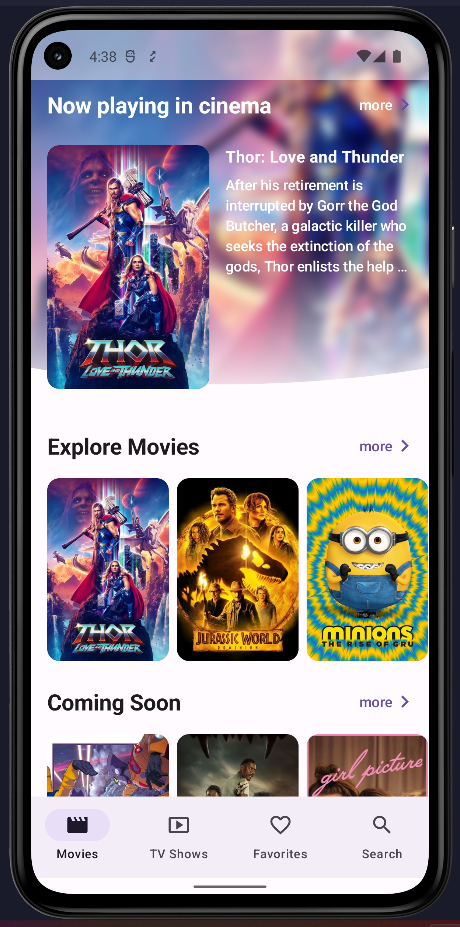 4:38
Now playing in cinema more
Thor: Love and Thunder
After his retirement is
interrupted by Gorr the God
Butcher, a galactic killer who
seeks the extinction of the
gods, Thor enlists the help ...
THOR
LOVE AND THUNDER
Explore Movies more
THOR
LOVE AND THUNDER
JURASSIC WORLD
DOMINION
minions
THE RISE OF GRU
Coming Soon more
girl picture
Movies
TV Shows
Favorites
Search